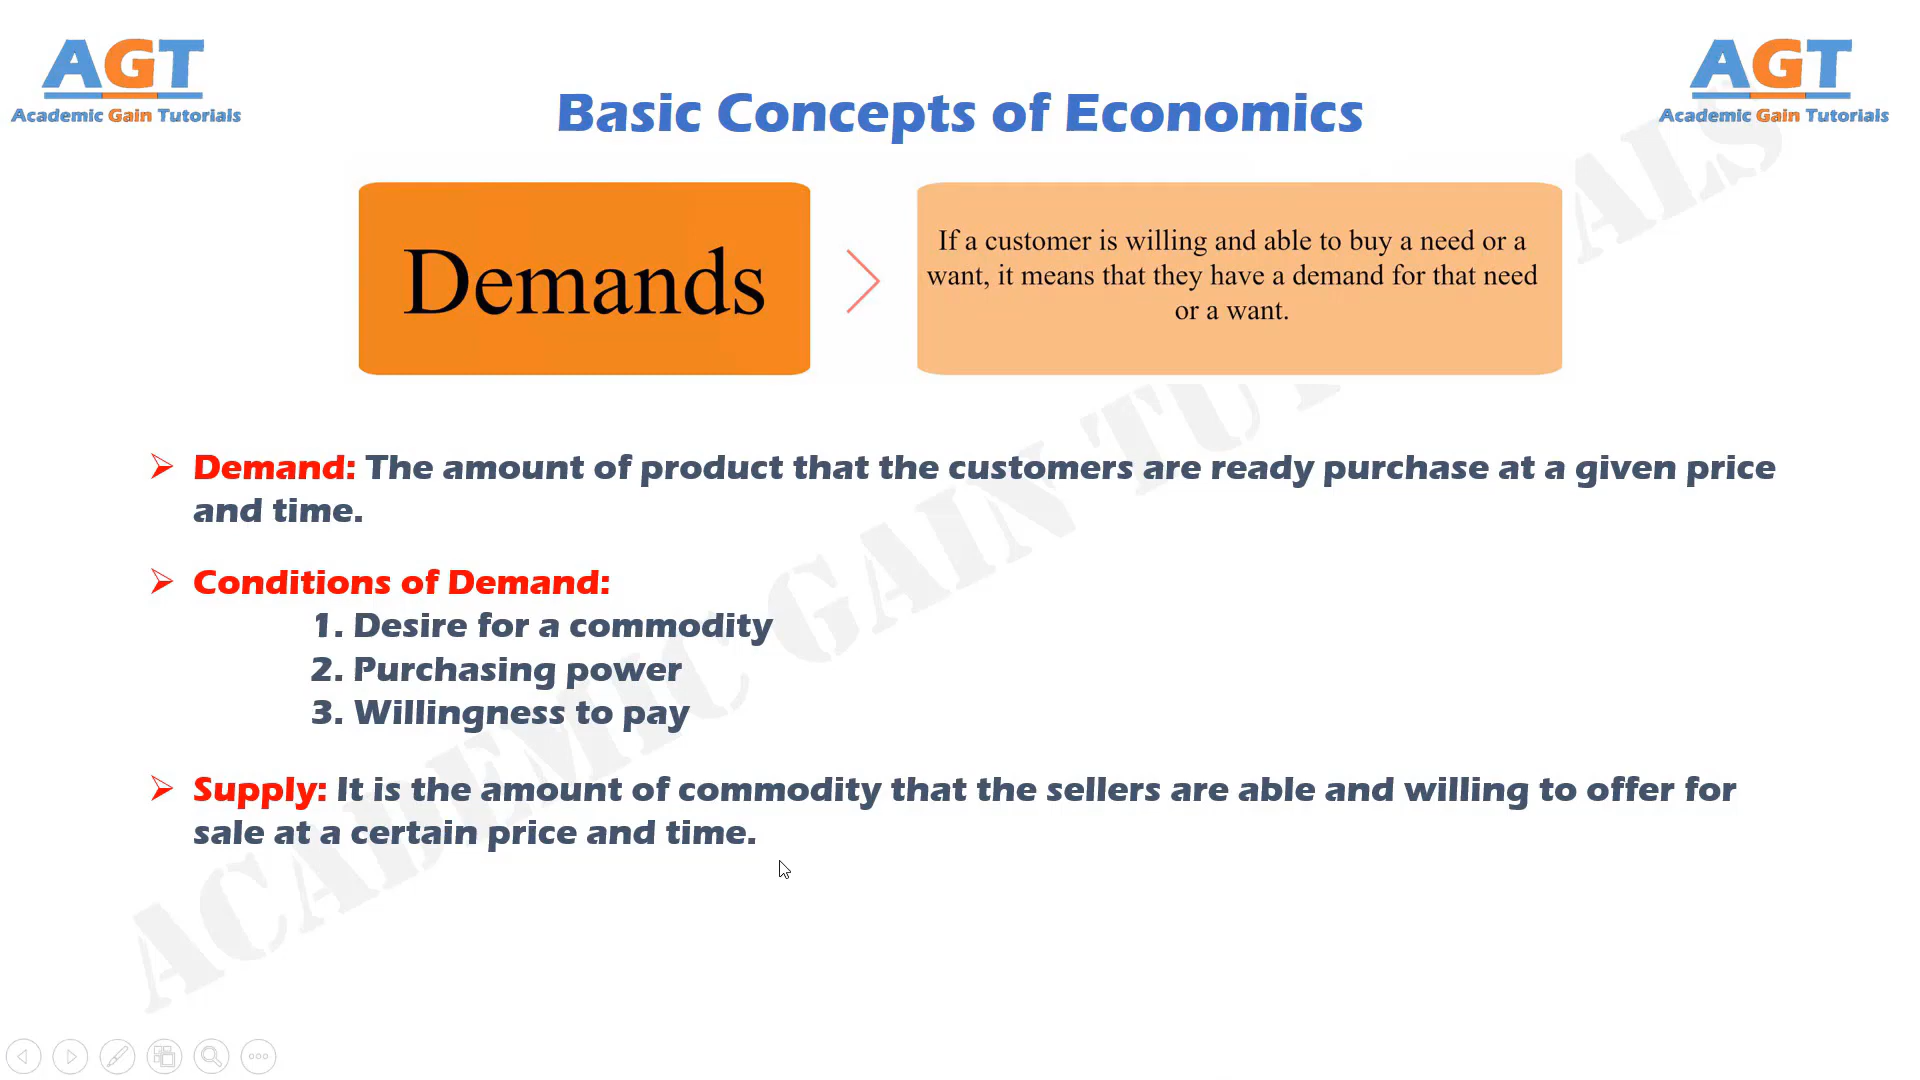 AGT
Academic Gain Tutorials
AGT
Academic Gain Tutorials
Basic Concepts of Economics
Demands
If a customer is willing and able to buy a need or a
want, it means that they have a demand for that need
or a want.
➢ Demand: The amount of product that the customers are ready purchase at a given price
and time.
➢ Conditions of Demand:
1. Desire for a commodity
2. Purchasing power
3. Willingness to pay
➢ Supply: It is the amount of commodity that the sellers are able and willing to offer for
sale at a certain price and time.
ACADEMIC GAIN TUT ALS